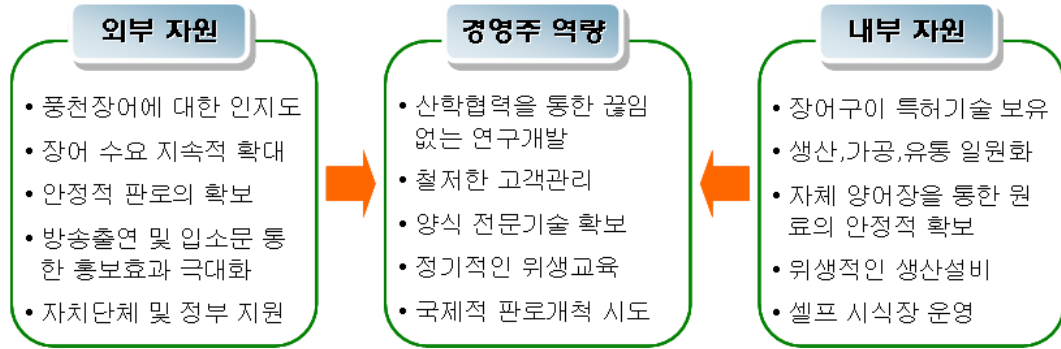 외부 자원
• 풍천장어에 대한 인지도
• 장어 수요 지속적 확대
• 안정적 판로의 확보
• 방송출연 및 입소문 통
한 홍보효과 극대화
• 자치단체 및 정부 지원
경영주 역량
• 산학협력을 통한 끊임
없는 연구개발
• 철저한 고객관리
• 양식 전문기술 확보
• 정기적인 위생교육
• 국제적 판로개척 시도
내부 자원
• 장어구이 특허기술 보유
• 생산,가공,유통 일원화
• 자체 양어장을 통한 원
료의 안정적 확보
• 위생적인 생산설비
• 셀프 시식장 운영